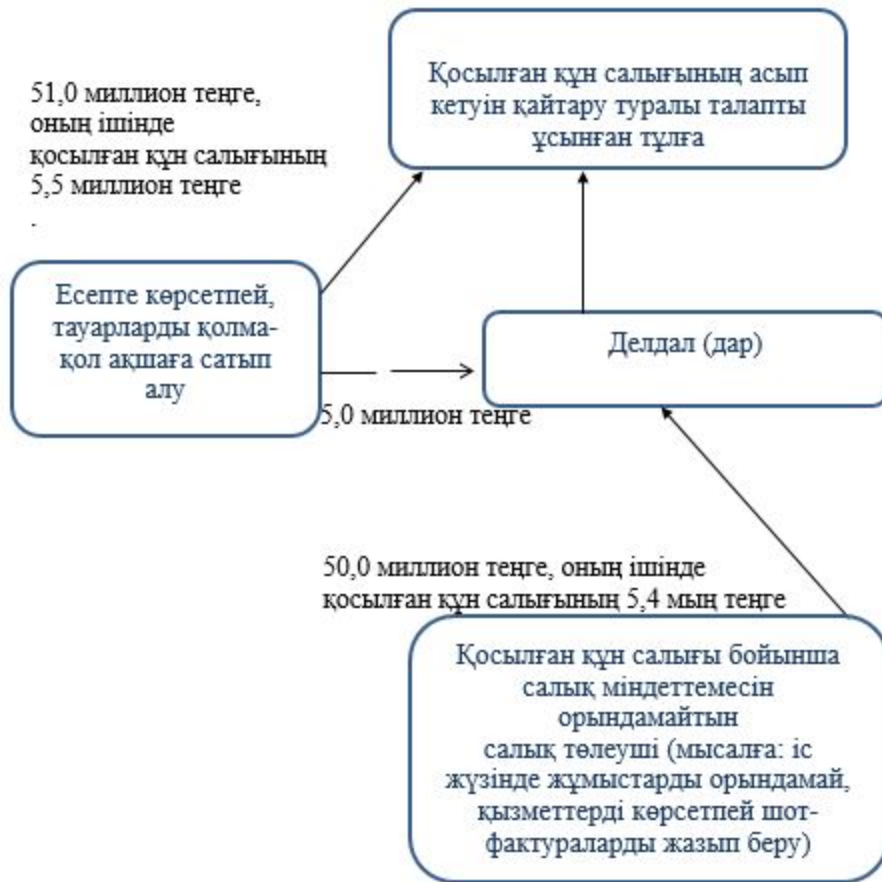 Қосылған құн салығының асып
кетуін қайтару туралы талапты
ұсынған тұлға
51,0 миллион теңге,
оның ішінде
қосылған құн салығының
5,5 миллион теңге
.
Есепте көрсетпей,
тауарларды қолма-
қол ақшаға сатып
алу
Делдал (дар)
5,0 миллион теңге
50,0 миллион теңге, оның ішінде
қосылған құн салығының 5,4 мың теңге
Қосылған құн салығы бойынша
салық міндеттемесін
орындамайтын
салық төлеуші (мысалға: іс
жүзінде жұмыстарды орындамай,
қызметтерді көрсетпей шот-
фактураларды жазып беру)